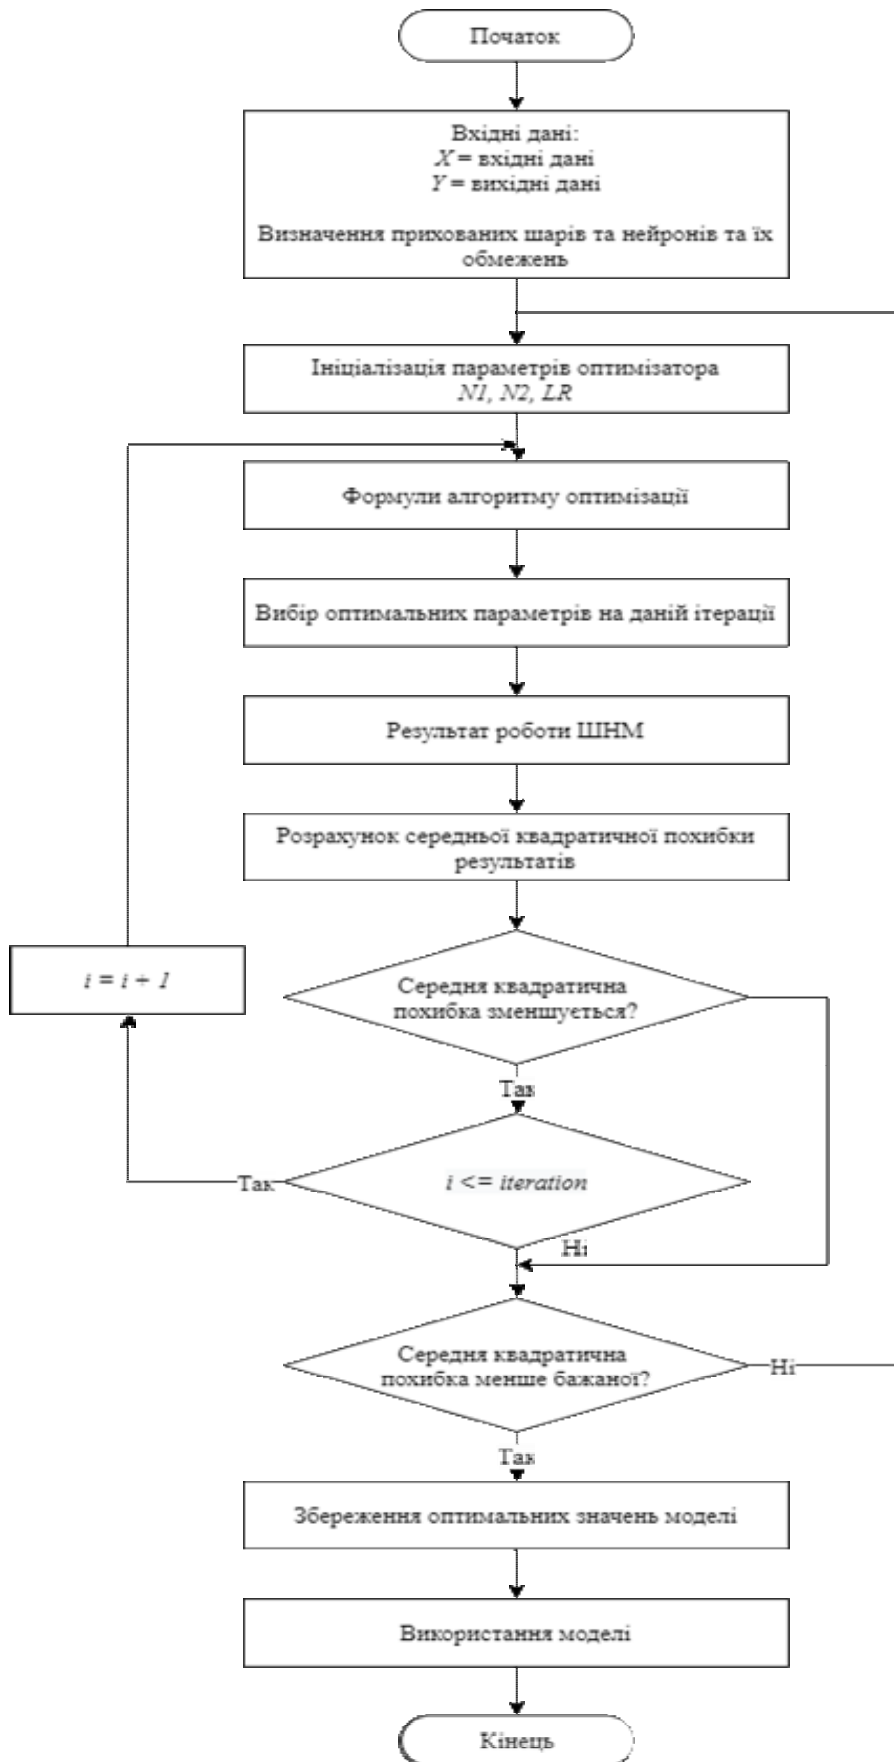 Початок
Вхідні дані:
X = вхідні дані
Y = вихідні дані
Визначення прихованих шарів та нейронів та їх
обмежень
Ініціалізація параметрів оптимізатора
N1, N2, LR
Формули алгоритму оптимізації
Вибір оптимальних параметрів на даній ітерації
Результат роботи ШНМ
Розрахунок середньої квадратичної похибки
результатів
i = i + 1
Середня квадратична
похибка зменшується?
Так
Так
i <= iteration
Ні
Середня квадратична
похибка менше бажаної?
Ні
Так
Збереження оптимальних значень моделі
Використання моделі
Кінець